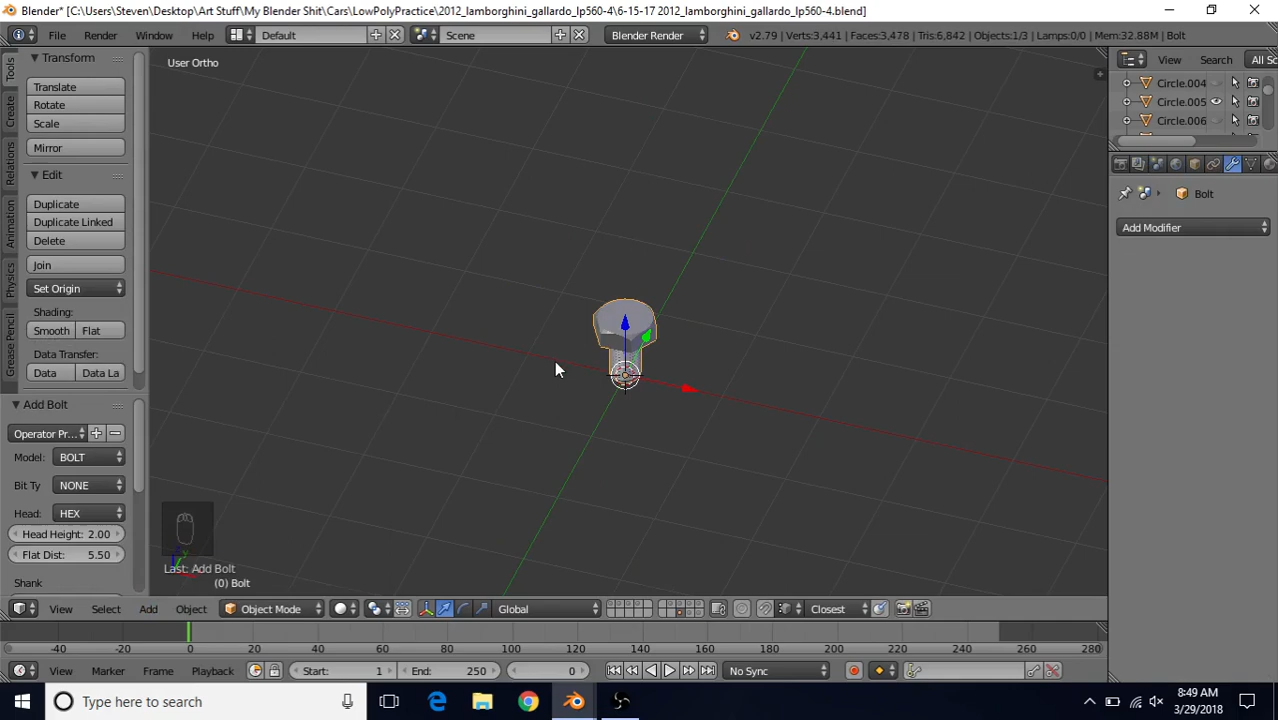 Blender* [C:\Users\Steven\Desktop\Art Stuff\My Blender Shit\Cars\LowPolyPractice\2012_lamborghini_gallardo_lp560-4\6-15-17 2012_lamborghini_gallardo_lp560-4.blend]
File Render Window Help Default Scene Blender Render v2.79 | Verts:3,441 | Faces:3,478 | Tris:6,842 | Objects:1/3 | Lamps:0/0 | Mem:32.88M | Bolt
Tools
Create
Relations
Animation
Physics
Grease Pencil
Transform
Translate
Rotate
Scale
Mirror
Edit
Duplicate
Duplicate Linked
Delete
Join
Set Origin
Shading:
Smooth Flat
Data Transfer:
Data Data La
Add Bolt
Operator Pr...
Model: BOLT
Bit Ty NONE
Head: HEX
Head Height: 2.00
Flat Dist: 5.50
Shank
User Ortho
Last: Add Bolt
(0) Bolt
View Search All Sc
Circle.004
Circle.005
Circle.006
Bolt
Add Modifier
View Select Add Object Object Mode Global Closest
-40 -20 0 20 40 60 80 100 120 140 160 180 200 220 240 260 280
View Marker Frame Playback Start: 1 End: 250 0 No Sync
Type here to search
8:49 AM
3/29/2018